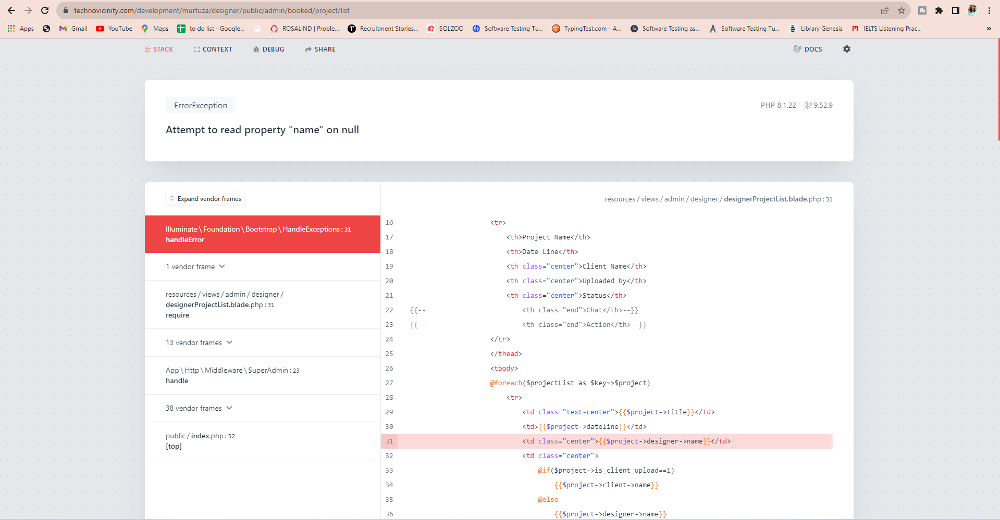 technovicinity.com/development/murtuza/designer/public/admin/booked/project/list
Apps Gmail YouTube Maps to do list - Google... ROSALIND | Proble... Recruitment Stories... SQLZOO Software Testing Tu... TypingTest.com - A... Software Testing as... Software Testing Tu... Library Genesis IELTS Listening Prac... »
STACK CONTEXT DEBUG SHARE DOCS
ErrorException PHP 8.1.22 9.52.9
Attempt to read property "name" on null
Expand vendor frames
Illuminate \ Foundation \ Bootstrap \ HandleExceptions : 31
handleError
1 vendor frame
resources / views / admin / designer /
designerProjectList.blade.php : 31
require
13 vendor frames
App \ Http \ Middleware \ SuperAdmin : 23
handle
38 vendor frames
public / index.php : 52
[top]
resources / views / admin / designer / designerProjectList.blade.php : 31
16 <tr>
17 <th>Project Name</th>
18 <th>Date Line</th>
19 <th class="center">Client Name</th>
20 <th class="center">Uploaded by</th>
21 <th class="center">Status</th>
22 {{-- <th class="end">Chat</th>--}}
23 {{-- <th class="end">Action</th>--}}
24 </tr>
25 </thead>
26 <tbody>
27 @foreach($projectList as $key=>$project)
28 <tr>
29 <td class="text-center">{{$project->title}}</td>
30 <td>{{$project->dateline}}</td>
31 <td class="center">{{$project->designer->name}}</td>
32 <td class="center">
33 @if($project->is_client_upload==1)
34 {{$project->client->name}}
35 @else
36 {{$project->designer->name}}